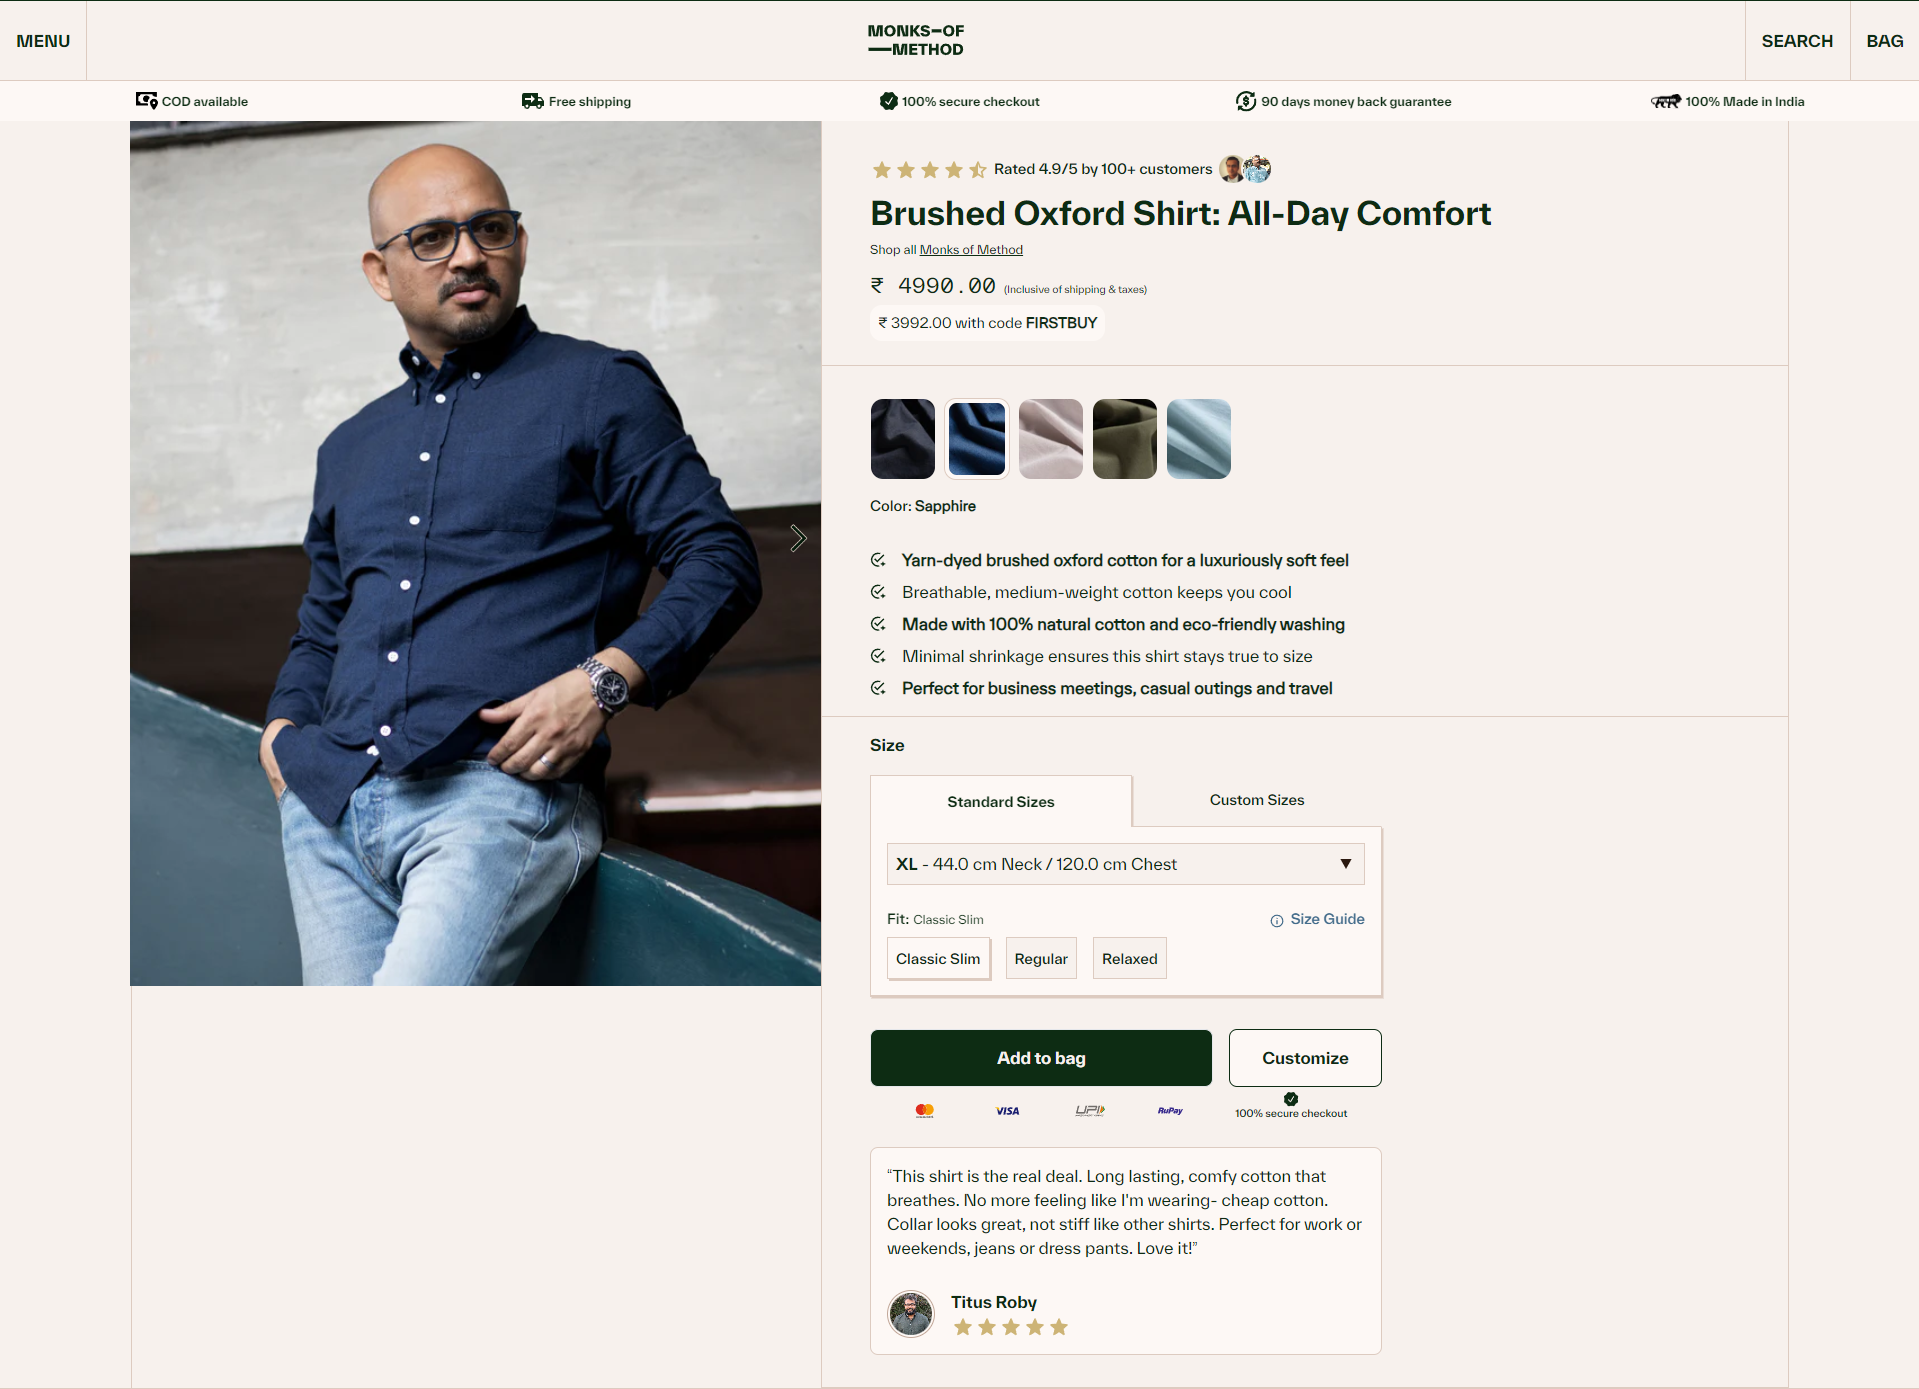 MENU
MONKS–OF
—METHOD
SEARCH
BAG
COD available
Free shipping
100% secure checkout
90 days money back guarantee
100% Made in India
Rated 4.9/5 by 100+ customers
Brushed Oxford Shirt: All-Day Comfort
Shop all Monks of Method
₹ 4990.00 (Inclusive of shipping & taxes)
₹ 3992.00 with code FIRSTBUY
Color: Sapphire
Yarn-dyed brushed oxford cotton for a luxuriously soft feel
Breathable, medium-weight cotton keeps you cool
Made with 100% natural cotton and eco-friendly washing
Minimal shrinkage ensures this shirt stays true to size
Perfect for business meetings, casual outings and travel
Size
Standard Sizes
Custom Sizes
XL - 44.0 cm Neck / 120.0 cm Chest
Fit: Classic Slim
Size Guide
Classic Slim
Regular
Relaxed
Add to bag
Customize
VISA
UPI
RuPay
100% secure checkout
“This shirt is the real deal. Long lasting, comfy cotton that
breathes. No more feeling like I'm wearing- cheap cotton.
Collar looks great, not stiff like other shirts. Perfect for work or
weekends, jeans or dress pants. Love it!”
Titus Roby